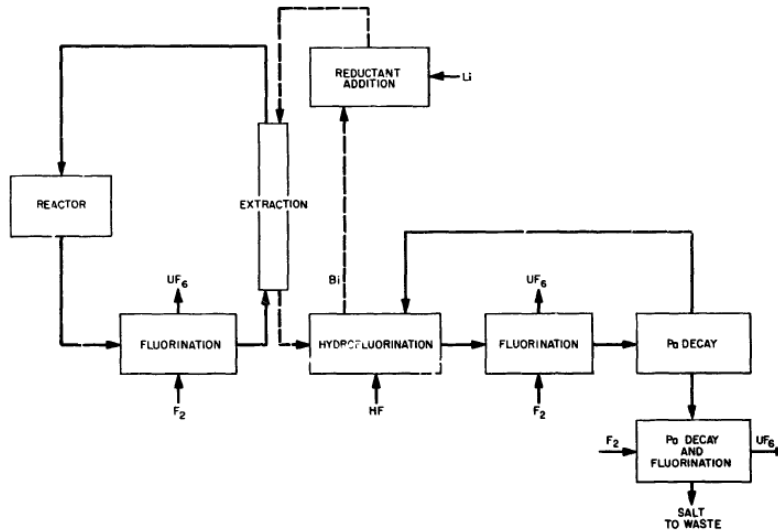 REDUCTANT
ADDITION
Li
REACTOR
EXTRACTION
Bi
UF6
UF6
FLUORINATION
HYDROFLUORINATION
FLUORINATION
Pa DECAY
F2
HF
F2
F2
Pa DECAY
AND
FLUORINATION
UF6
SALT
TO WASTE